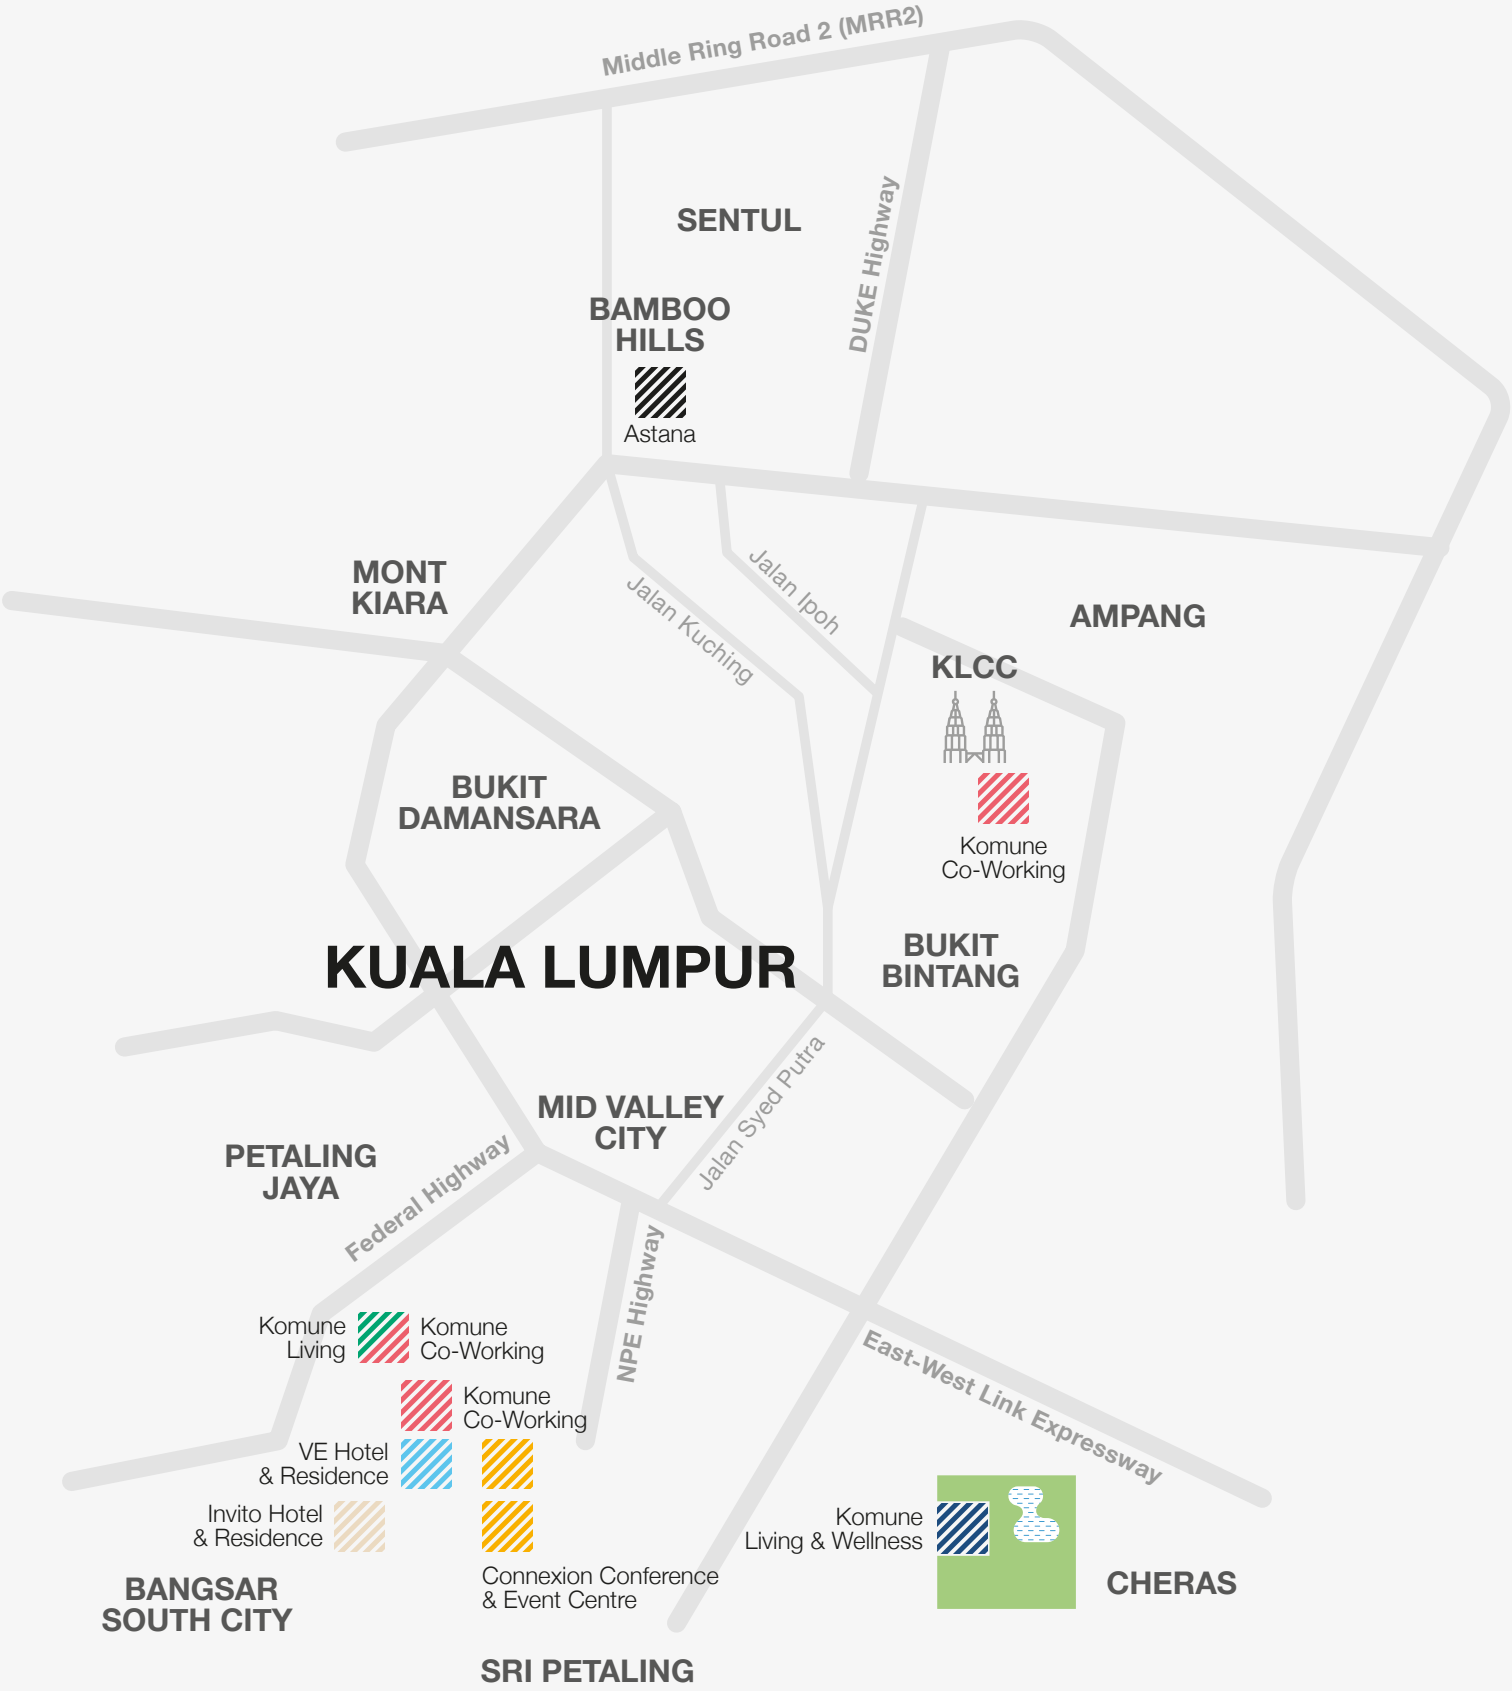 Middle Ring Road 2 (MRR2)
SENTUL
DUKE Highway
BAMBOO
HILLS
Astana
MONT
KIARA
Jalan Kuching
Jalan Ipoh
AMPANG
KLCC
BUKIT
DAMANSARA
Komune
Co-Working
KUALA LUMPUR
BUKIT
BINTANG
MID VALLEY
CITY
Jalan Syed Putra
PETALING
JAYA
Federal Highway
NPE Highway
Komune
Living
Komune
Co-Working
East-West Link Expressway
Komune
Co-Working
VE Hotel
& Residence
Invito Hotel
& Residence
Komune
Living & Wellness
Connexion Conference
& Event Centre
BANGSAR
SOUTH CITY
CHERAS
SRI PETALING